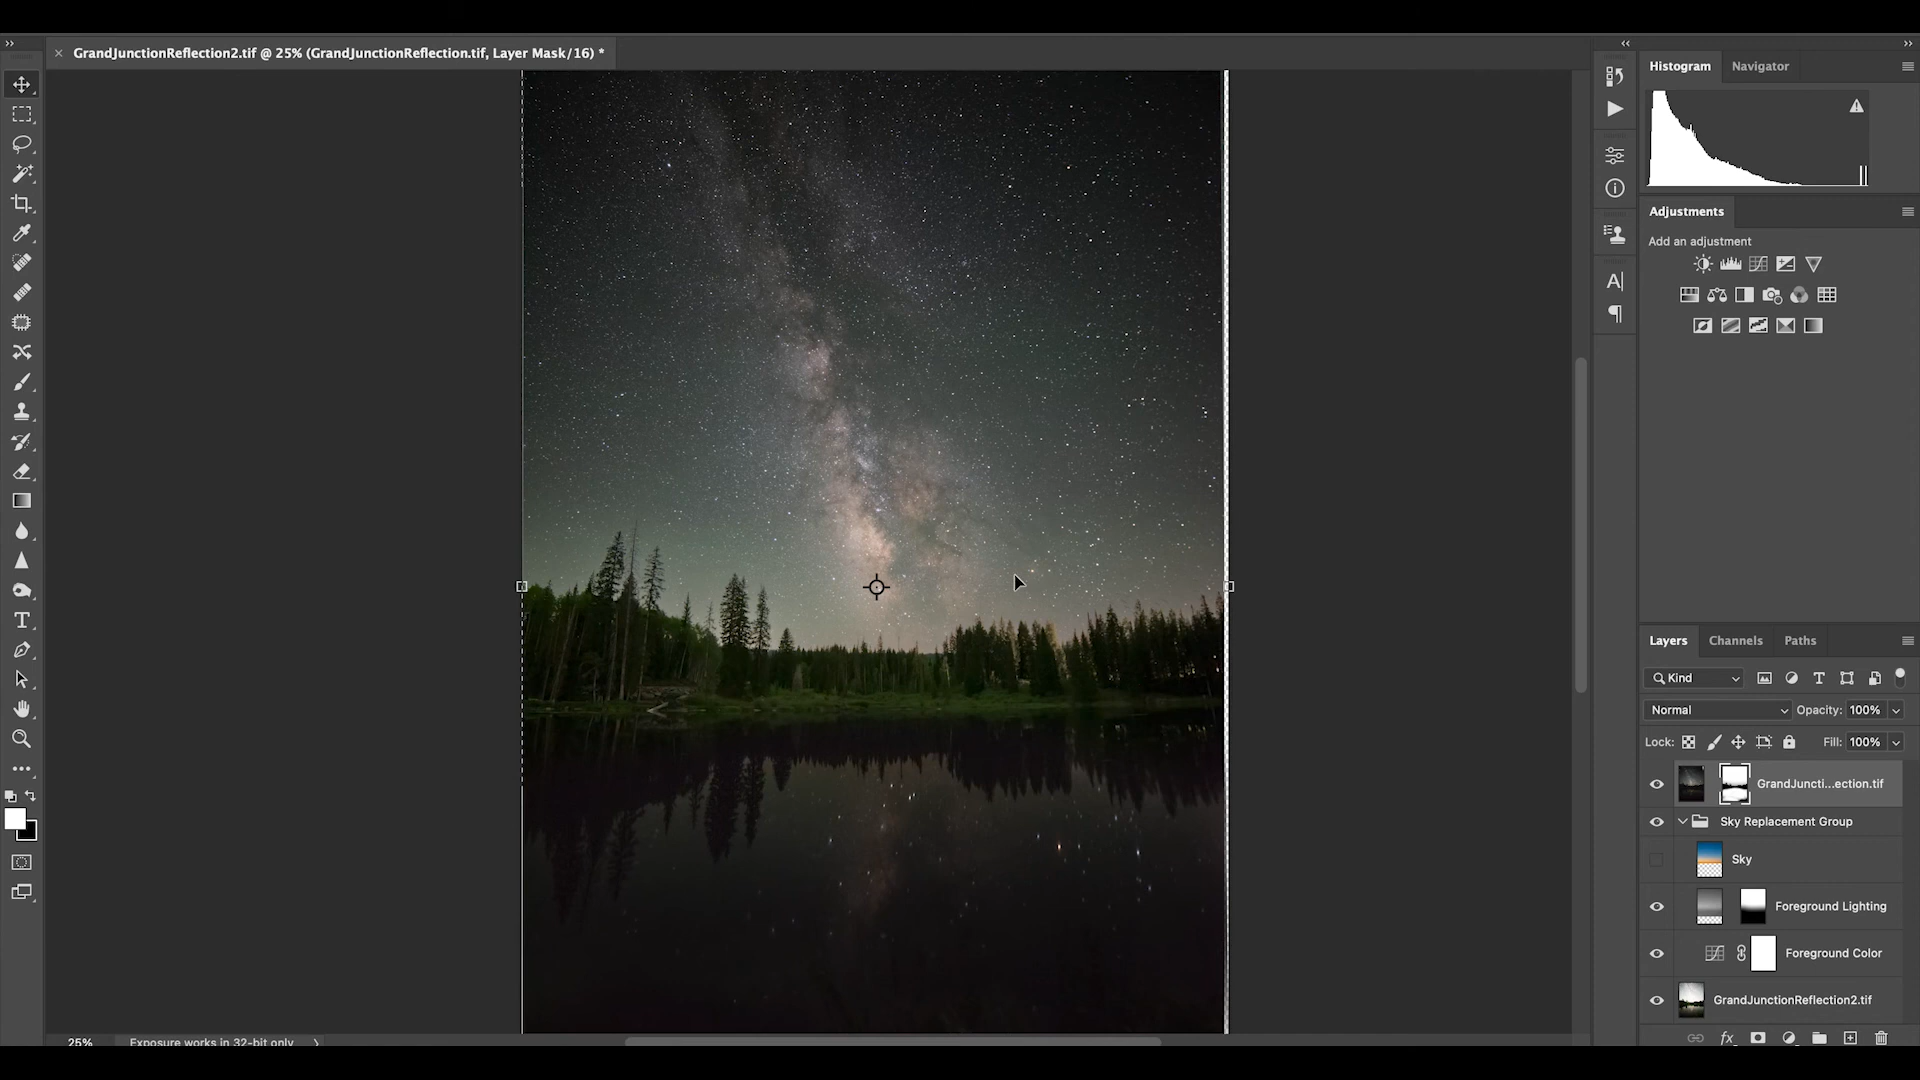 GrandJunctionReflection2.tif @ 25% (GrandJunctionReflection.tif, Layer Mask/16) *
Histogram Navigator
Adjustments
Add an adjustment
Layers Channels Paths
Kind
Normal Opacity: 100%
Lock: Fill: 100%
GrandJuncti...ection.tif
Sky Replacement Group
Sky
Foreground Lighting
Foreground Color
GrandJunctionReflection2.tif
25% Exposure works in 32-bit only